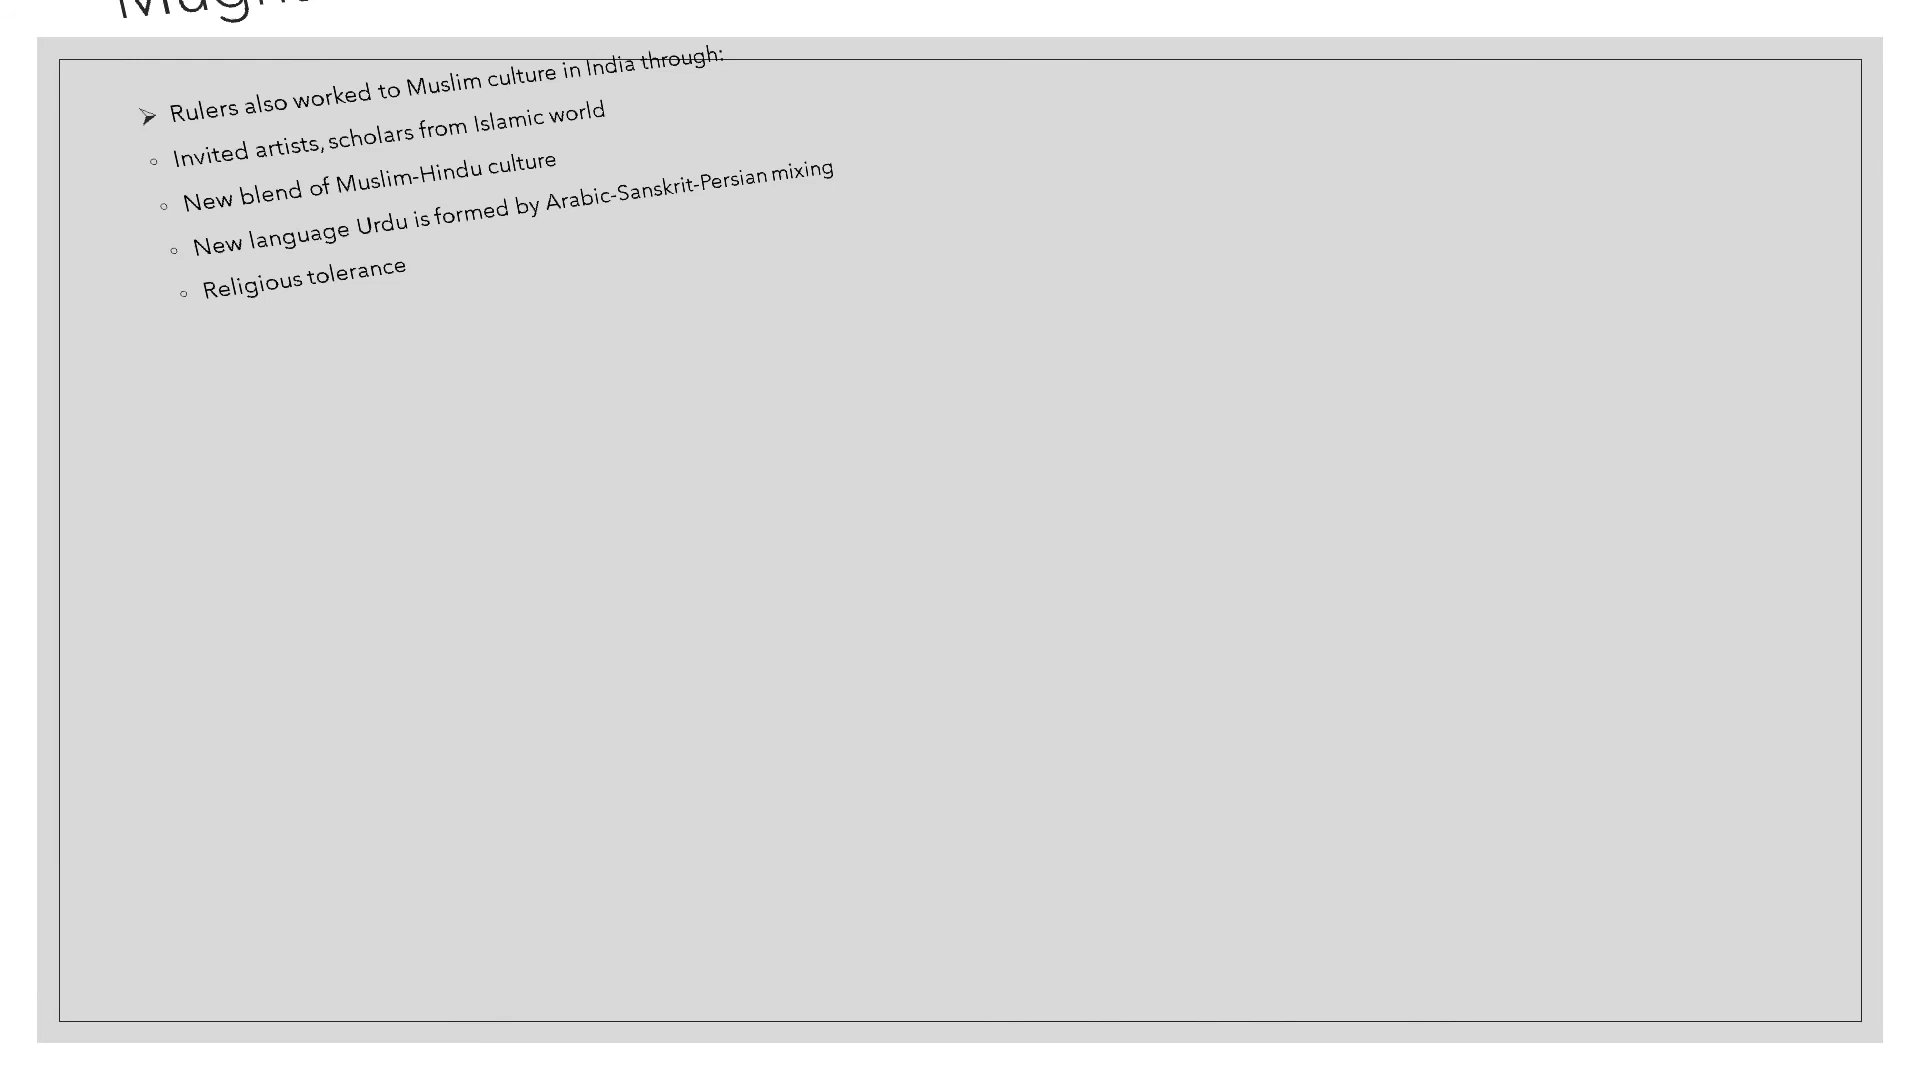 Rulers also worked to Muslim culture in India through:
Invited artists, scholars from Islamic world
New blend of Muslim-Hindu culture
New language Urdu is formed by Arabic-Sanskrit-Persian mixing
Religious tolerance